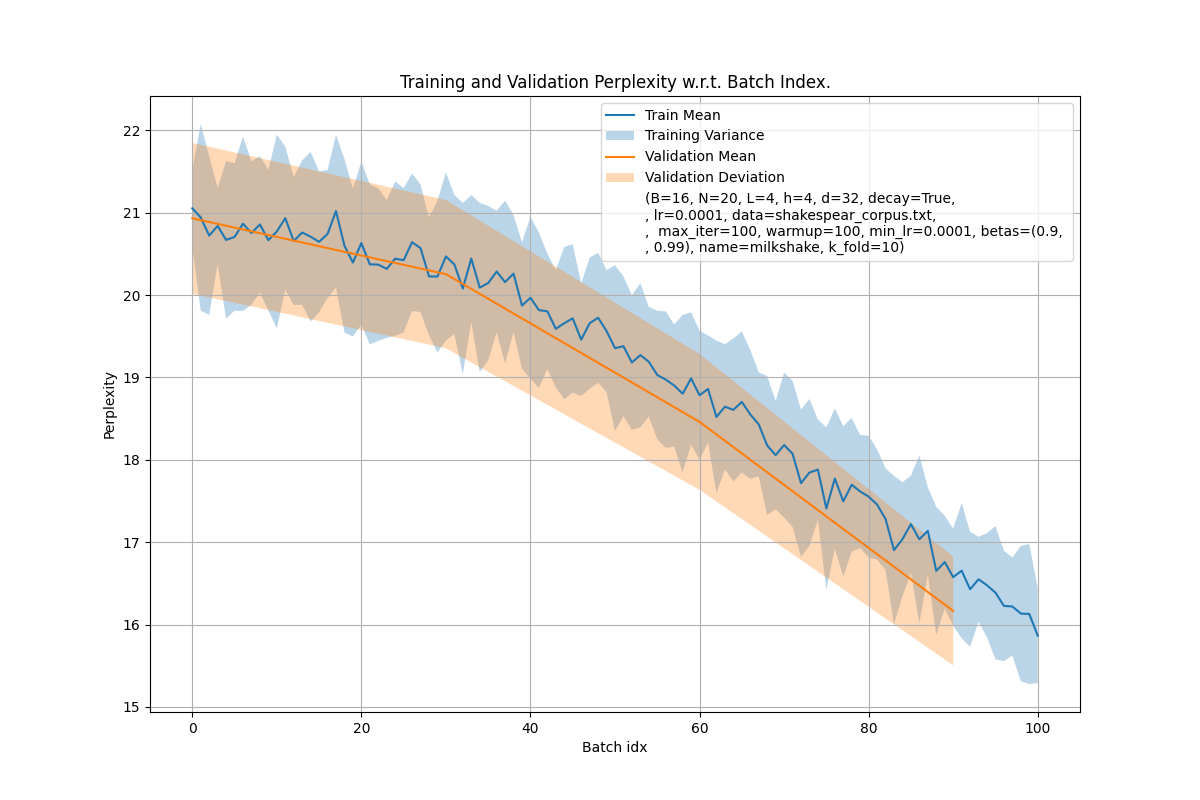 Training and Validation Perplexity w.r.t. Batch Index.
22
21
20
19
18
17
16
15
Perplexity
Train Mean
Training Variance
Validation Mean
Validation Deviation
(B=16, N=20, L=4, h=4, d=32, decay=True,
, lr=0.0001, data=shakespear_corpus.txt,
,  max_iter=100, warmup=100, min_lr=0.0001, betas=(0.9,
, 0.99), name=milkshake, k_fold=10)
0 20 40 60 80 100
Batch idx